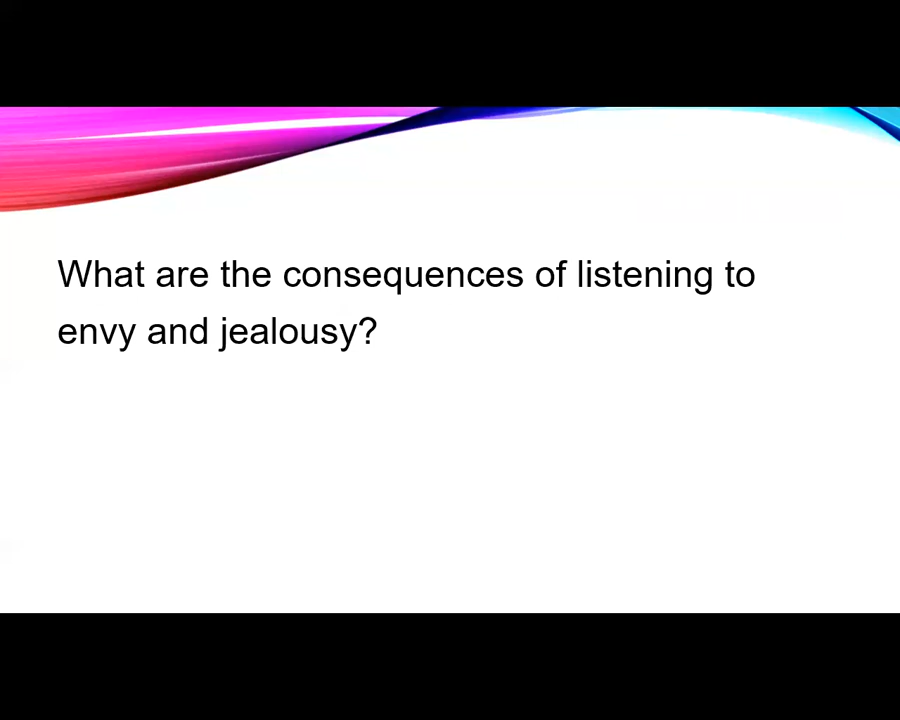 What are the consequences of listening to
envy and jealousy?